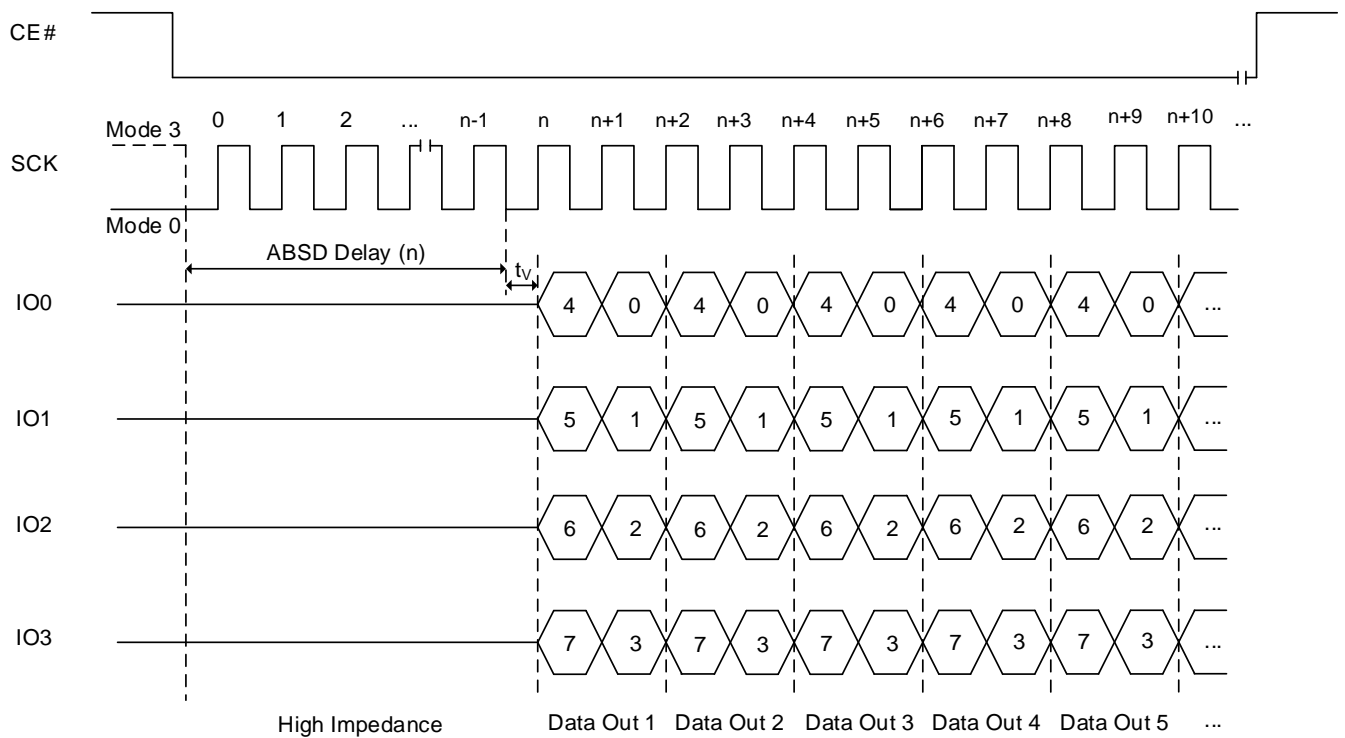 CE#
Mode 3 0 1 2 ... n-1 n n+1 n+2 n+3 n+4 n+5 n+6 n+7 n+8 n+9 n+10 ...
SCK
Mode 0
ABSD Delay (n)
tV
IO0 4 0 4 0 4 0 4 0 4 0 ...
IO1 5 1 5 1 5 1 5 1 5 1 ...
IO2 6 2 6 2 6 2 6 2 6 2 ...
IO3 7 3 7 3 7 3 7 3 7 3 ...
High Impedance Data Out 1 Data Out 2 Data Out 3 Data Out 4 Data Out 5 ...